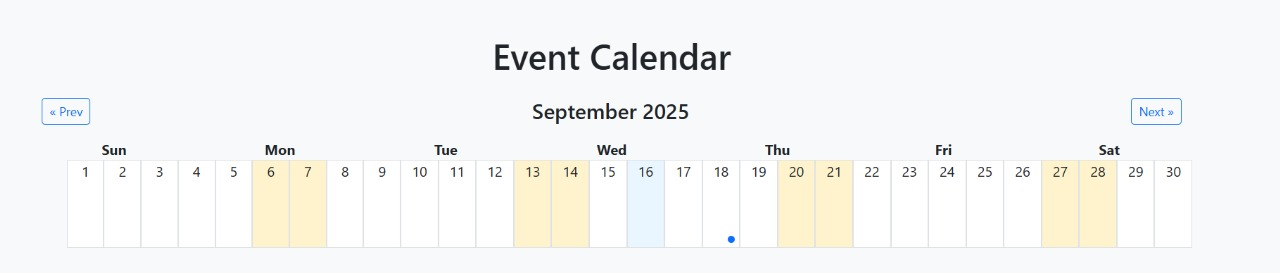 Event Calendar
« Prev September 2025 Next »
Sun Mon Tue Wed Thu Fri Sat
1 2 3 4 5 6 7 8 9 10 11 12 13 14 15 16 17 18 19 20 21 22 23 24 25 26 27 28 29 30